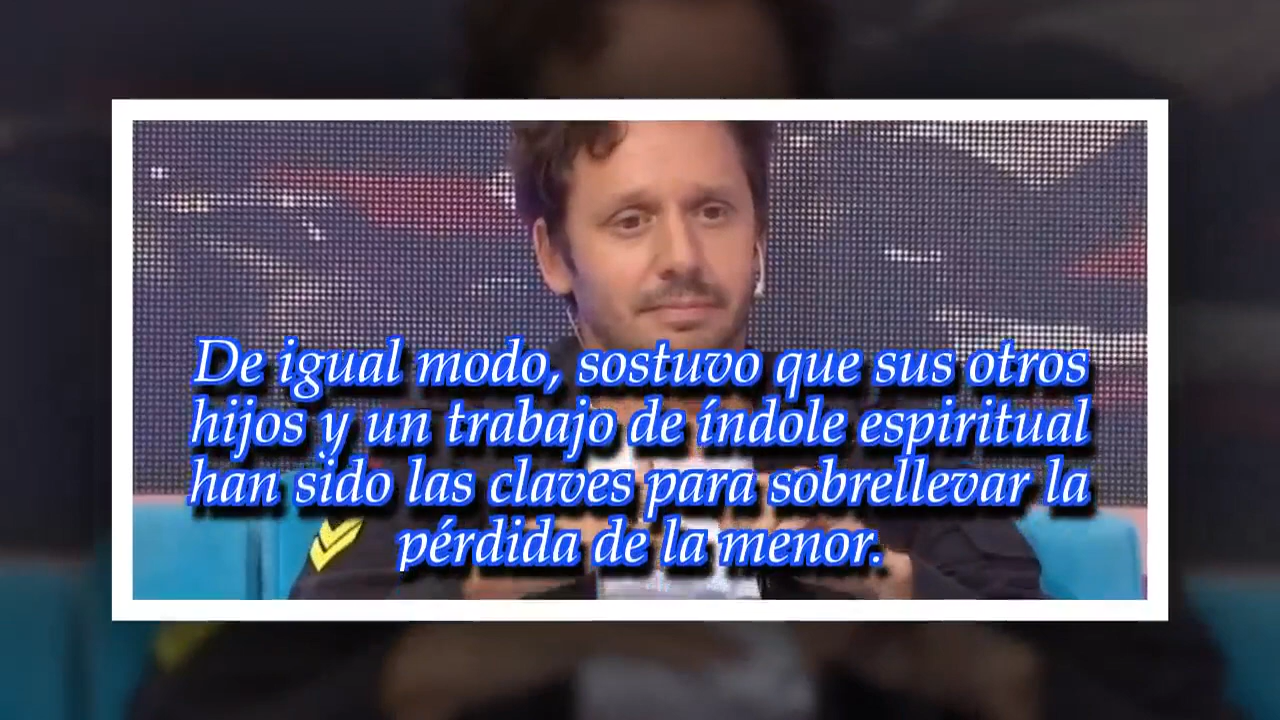 De igual modo, sostuvo que sus otros
hijos y un trabajo de índole espiritual
han sido las claves para sobrellevar la
pérdida de la menor.